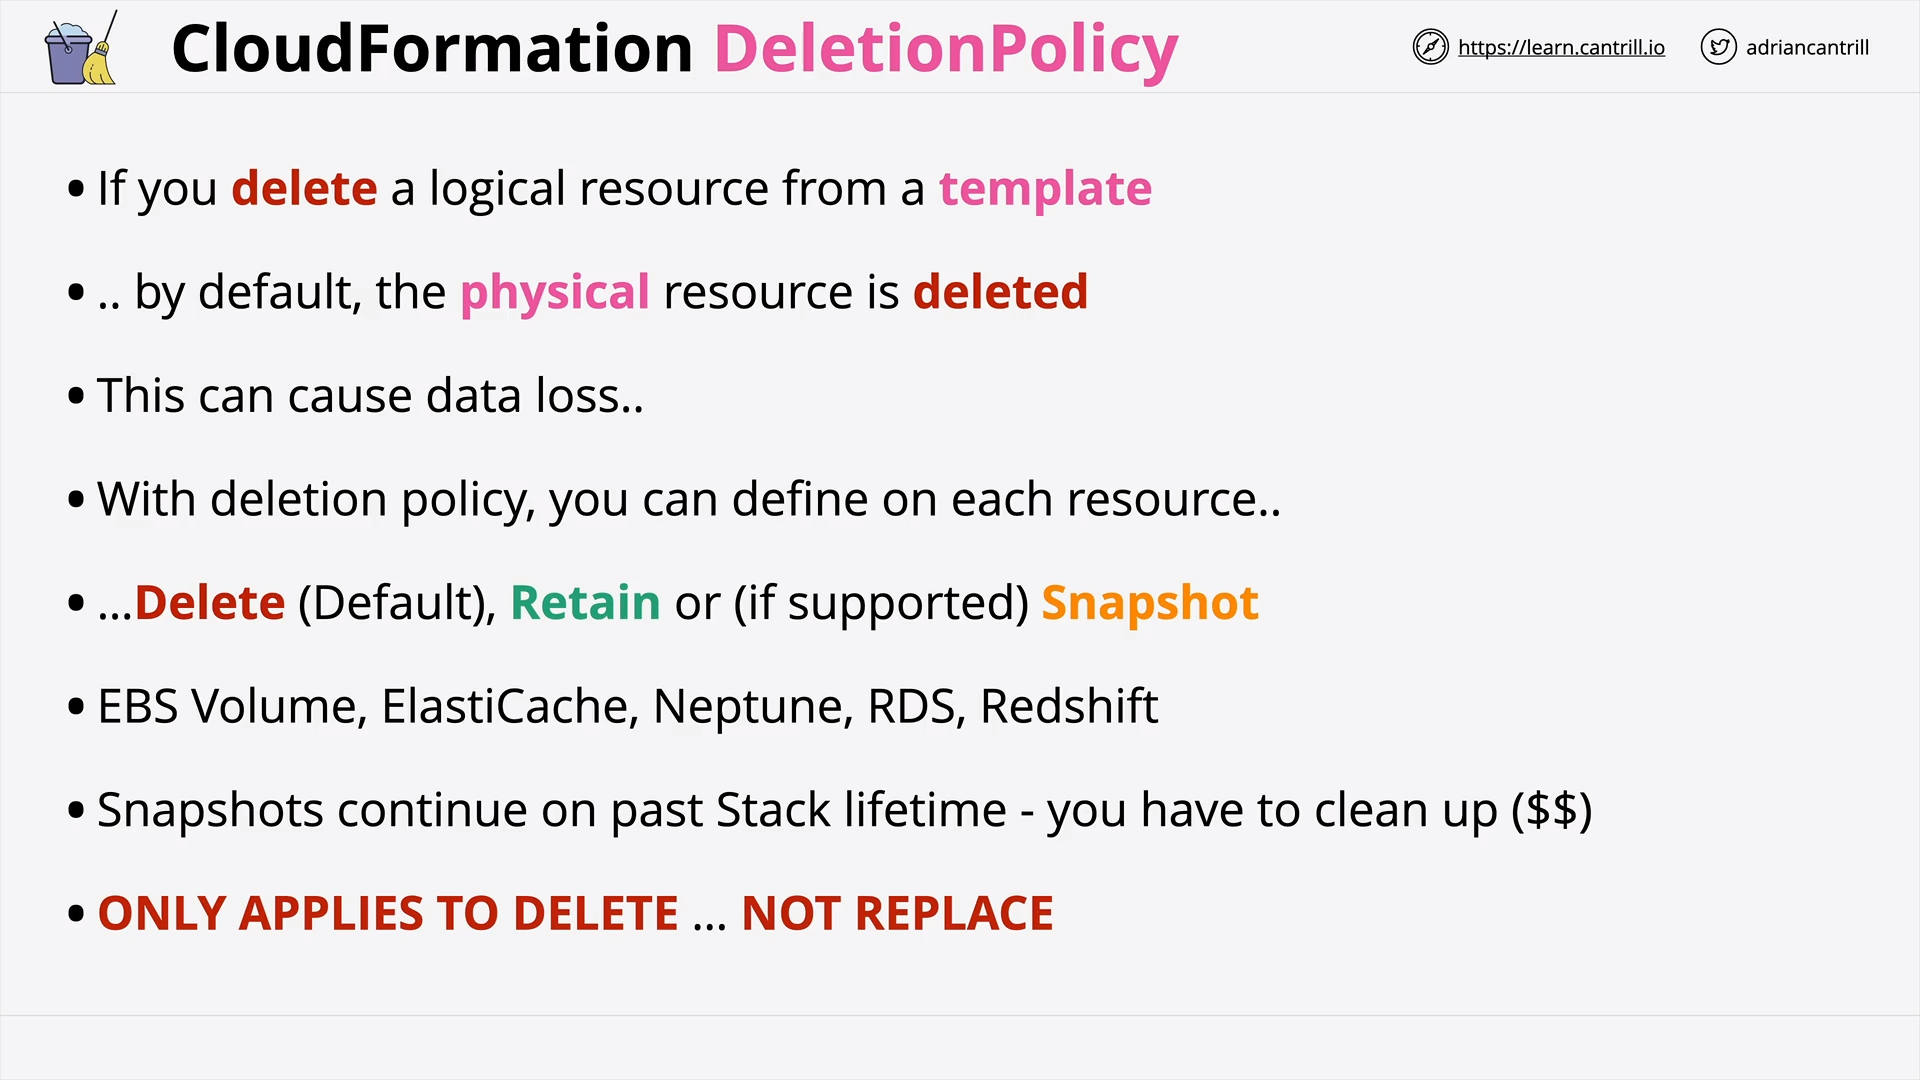 CloudFormation DeletionPolicy
https://learn.cantrill.io
adriancantrill
• If you delete a logical resource from a template
• .. by default, the physical resource is deleted
• This can cause data loss..
• With deletion policy, you can define on each resource..
• ...Delete (Default), Retain or (if supported) Snapshot
• EBS Volume, ElastiCache, Neptune, RDS, Redshift
• Snapshots continue on past Stack lifetime - you have to clean up ($$)
• ONLY APPLIES TO DELETE ... NOT REPLACE